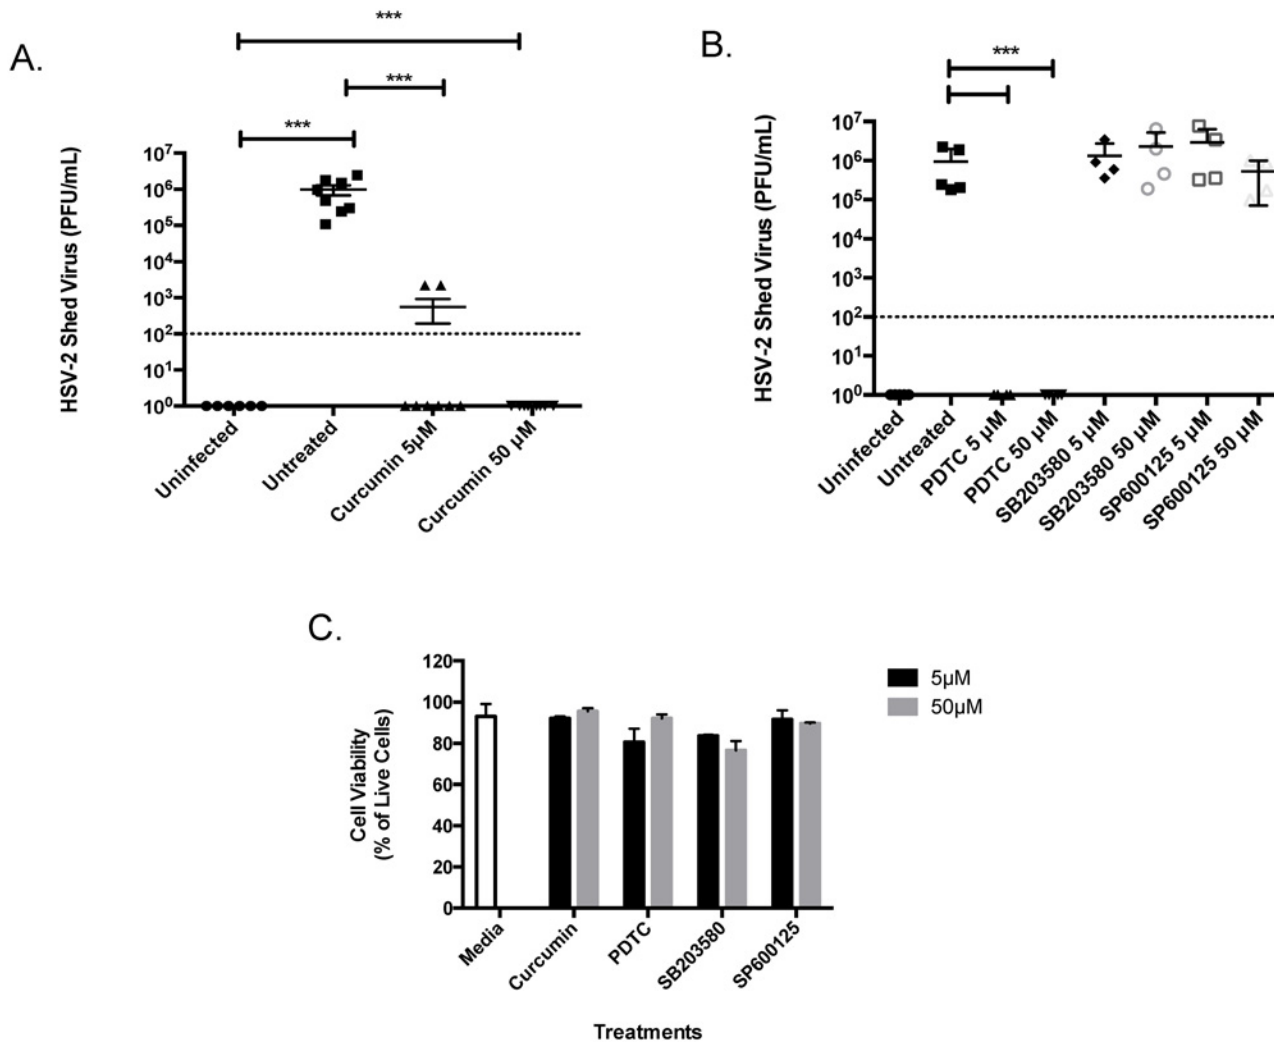 A.
***
***
***
HSV-2 Shed Virus (PFU/mL)
10⁷
10⁶
10⁵
10⁴
10³
10²
10¹
10⁰
Uninfected
Untreated
Curcumin 5µM
Curcumin 50 µM
B.
***
HSV-2 Shed Virus (PFU/mL)
10⁷
10⁶
10⁵
10⁴
10³
10²
10¹
10⁰
Uninfected
Untreated
PDTC 5 µM
PDTC 50 µM
SB203580 5 µM
SB203580 50 µM
SP600125 5 µM
SP600125 50 µM
C.
Cell Viability
(% of Live Cells)
120
100
80
60
40
20
0
Media
Curcumin
PDTC
SB203580
SP600125
Treatments
5µM
50µM